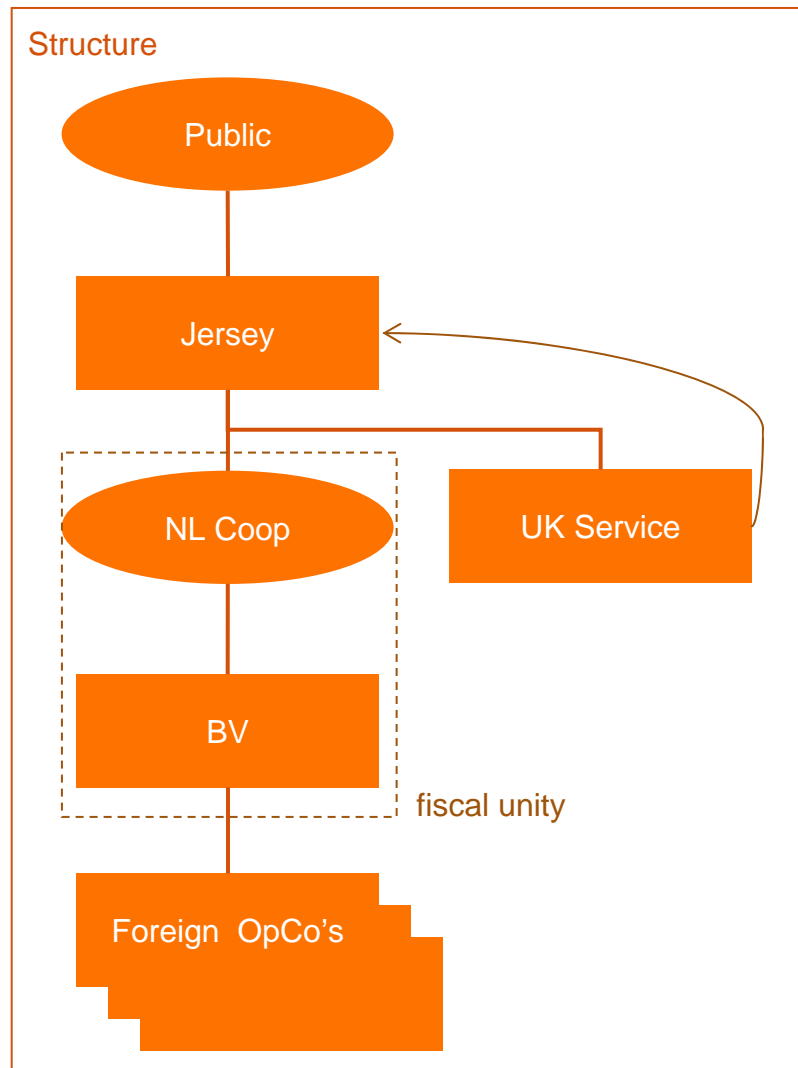 Structure
Public
Jersey
NL Coop
UK Service
BV
fiscal unity
Foreign OpCo's